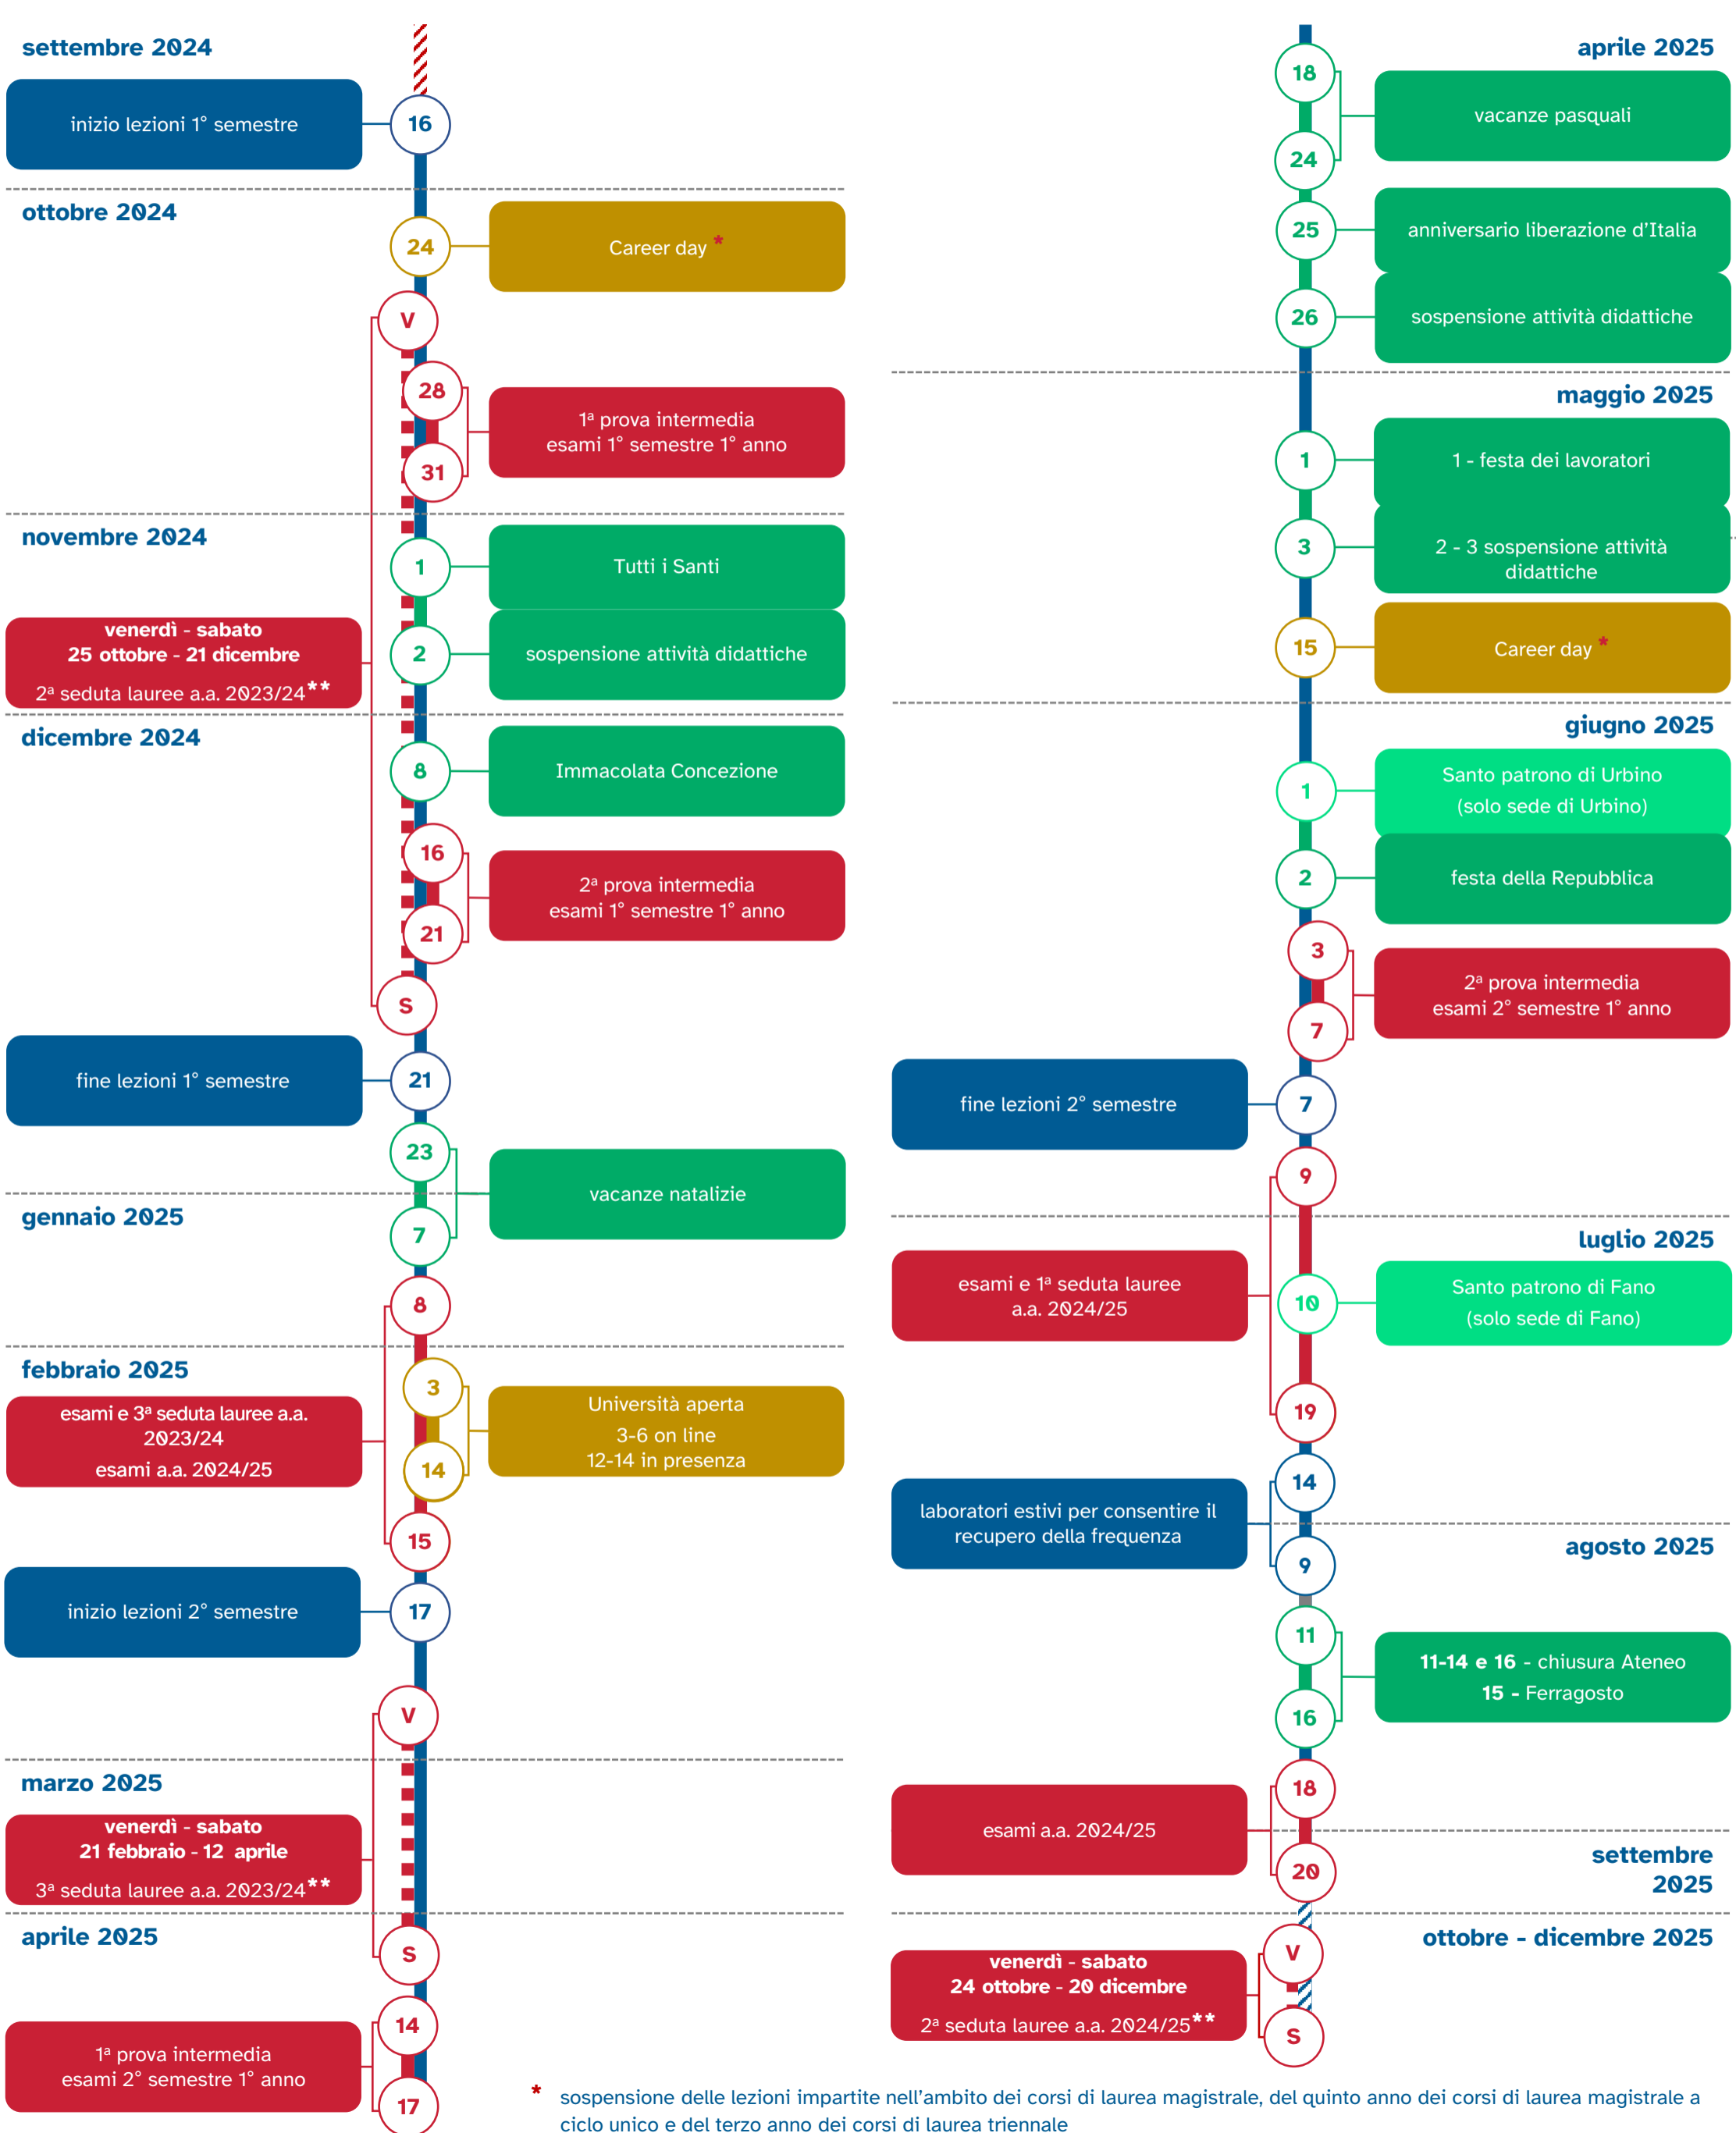 settembre 2024
inizio lezioni 1° semestre
16
ottobre 2024
24
Career day *
V
28
31
1ª prova intermedia
esami 1° semestre 1° anno
novembre 2024
1
Tutti i Santi
venerdì - sabato
25 ottobre - 21 dicembre
2ª seduta lauree a.a. 2023/24**
2
sospensione attività didattiche
dicembre 2024
8
Immacolata Concezione
16
21
2ª prova intermedia
esami 1° semestre 1° anno
S
fine lezioni 1° semestre
21
23
vacanze natalizie
gennaio 2025
7
8
febbraio 2025
esami e 3ª seduta lauree a.a.
2023/24
esami a.a. 2024/25
3
14
Università aperta
3-6 on line
12-14 in presenza
15
inizio lezioni 2° semestre
17
V
marzo 2025
venerdì - sabato
21 febbraio - 12 aprile
3ª seduta lauree a.a. 2023/24**
aprile 2025
S
14
1ª prova intermedia
esami 2° semestre 1° anno
17
aprile 2025
18
24
vacanze pasquali
25
anniversario liberazione d'Italia
26
sospensione attività didattiche
maggio 2025
1
1 - festa dei lavoratori
3
2 - 3 sospensione attività
didattiche
15
Career day *
giugno 2025
1
Santo patrono di Urbino
(solo sede di Urbino)
2
festa della Repubblica
3
7
2ª prova intermedia
esami 2° semestre 1° anno
fine lezioni 2° semestre
7
9
luglio 2025
esami e 1ª seduta lauree
a.a. 2024/25
10
Santo patrono di Fano
(solo sede di Fano)
19
14
laboratori estivi per consentire il
recupero della frequenza
agosto 2025
9
11
16
11-14 e 16 - chiusura Ateneo
15 - Ferragosto
18
esami a.a. 2024/25
settembre
2025
20
ottobre - dicembre 2025
V
venerdì - sabato
24 ottobre - 20 dicembre
2ª seduta lauree a.a. 2024/25**
S
* sospensione delle lezioni impartite nell'ambito dei corsi di laurea magistrale, del quinto anno dei corsi di laurea magistrale a
ciclo unico e del terzo anno dei corsi di laurea triennale